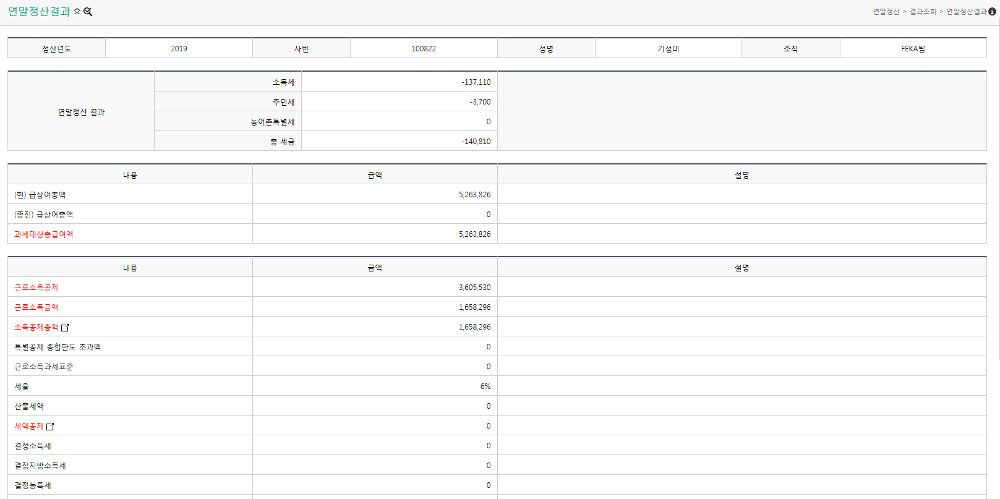 연말정산결과
연말정산 > 결과조회 > 연말정산결과
정산년도 2019 사번 100822 성명 기성미 조직 FEKA팀
연말정산 결과
소득세 -137,110
주민세 -3,700
농어촌특별세 0
총 세금 -140,810
내용 금액 설명
(현) 급상여총액 5,263,826
(종전) 급상여총액 0
과세대상총급여액 5,263,826
내용 금액 설명
근로소득공제 3,605,530
근로소득금액 1,658,296
소득공제총액 1,658,296
특별공제 종합한도 초과액 0
근로소득과세표준 0
세율 6%
산출세액 0
세액공제 0
결정소득세 0
결정지방소득세 0
결정농특세 0